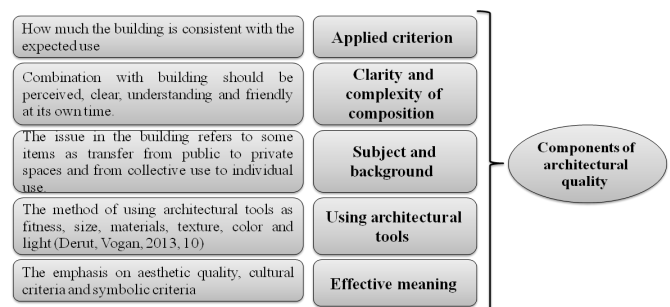 How much the building is consistent with the
expected use
Applied criterion
Combination with building should be
perceived, clear, understanding and friendly
at its own time.
Clarity and
complexity of
composition
The issue in the building refers to some
items as transfer from public to private
spaces and from collective use to individual
use.
Subject and
background
The method of using architectural tools as
fitness, size, materials, texture, color and
light (Derut, Vogan, 2013, 10)
Using architectural
tools
The emphasis on aesthetic quality, cultural
criteria and symbolic criteria
Effective meaning
Components of
architectural
quality